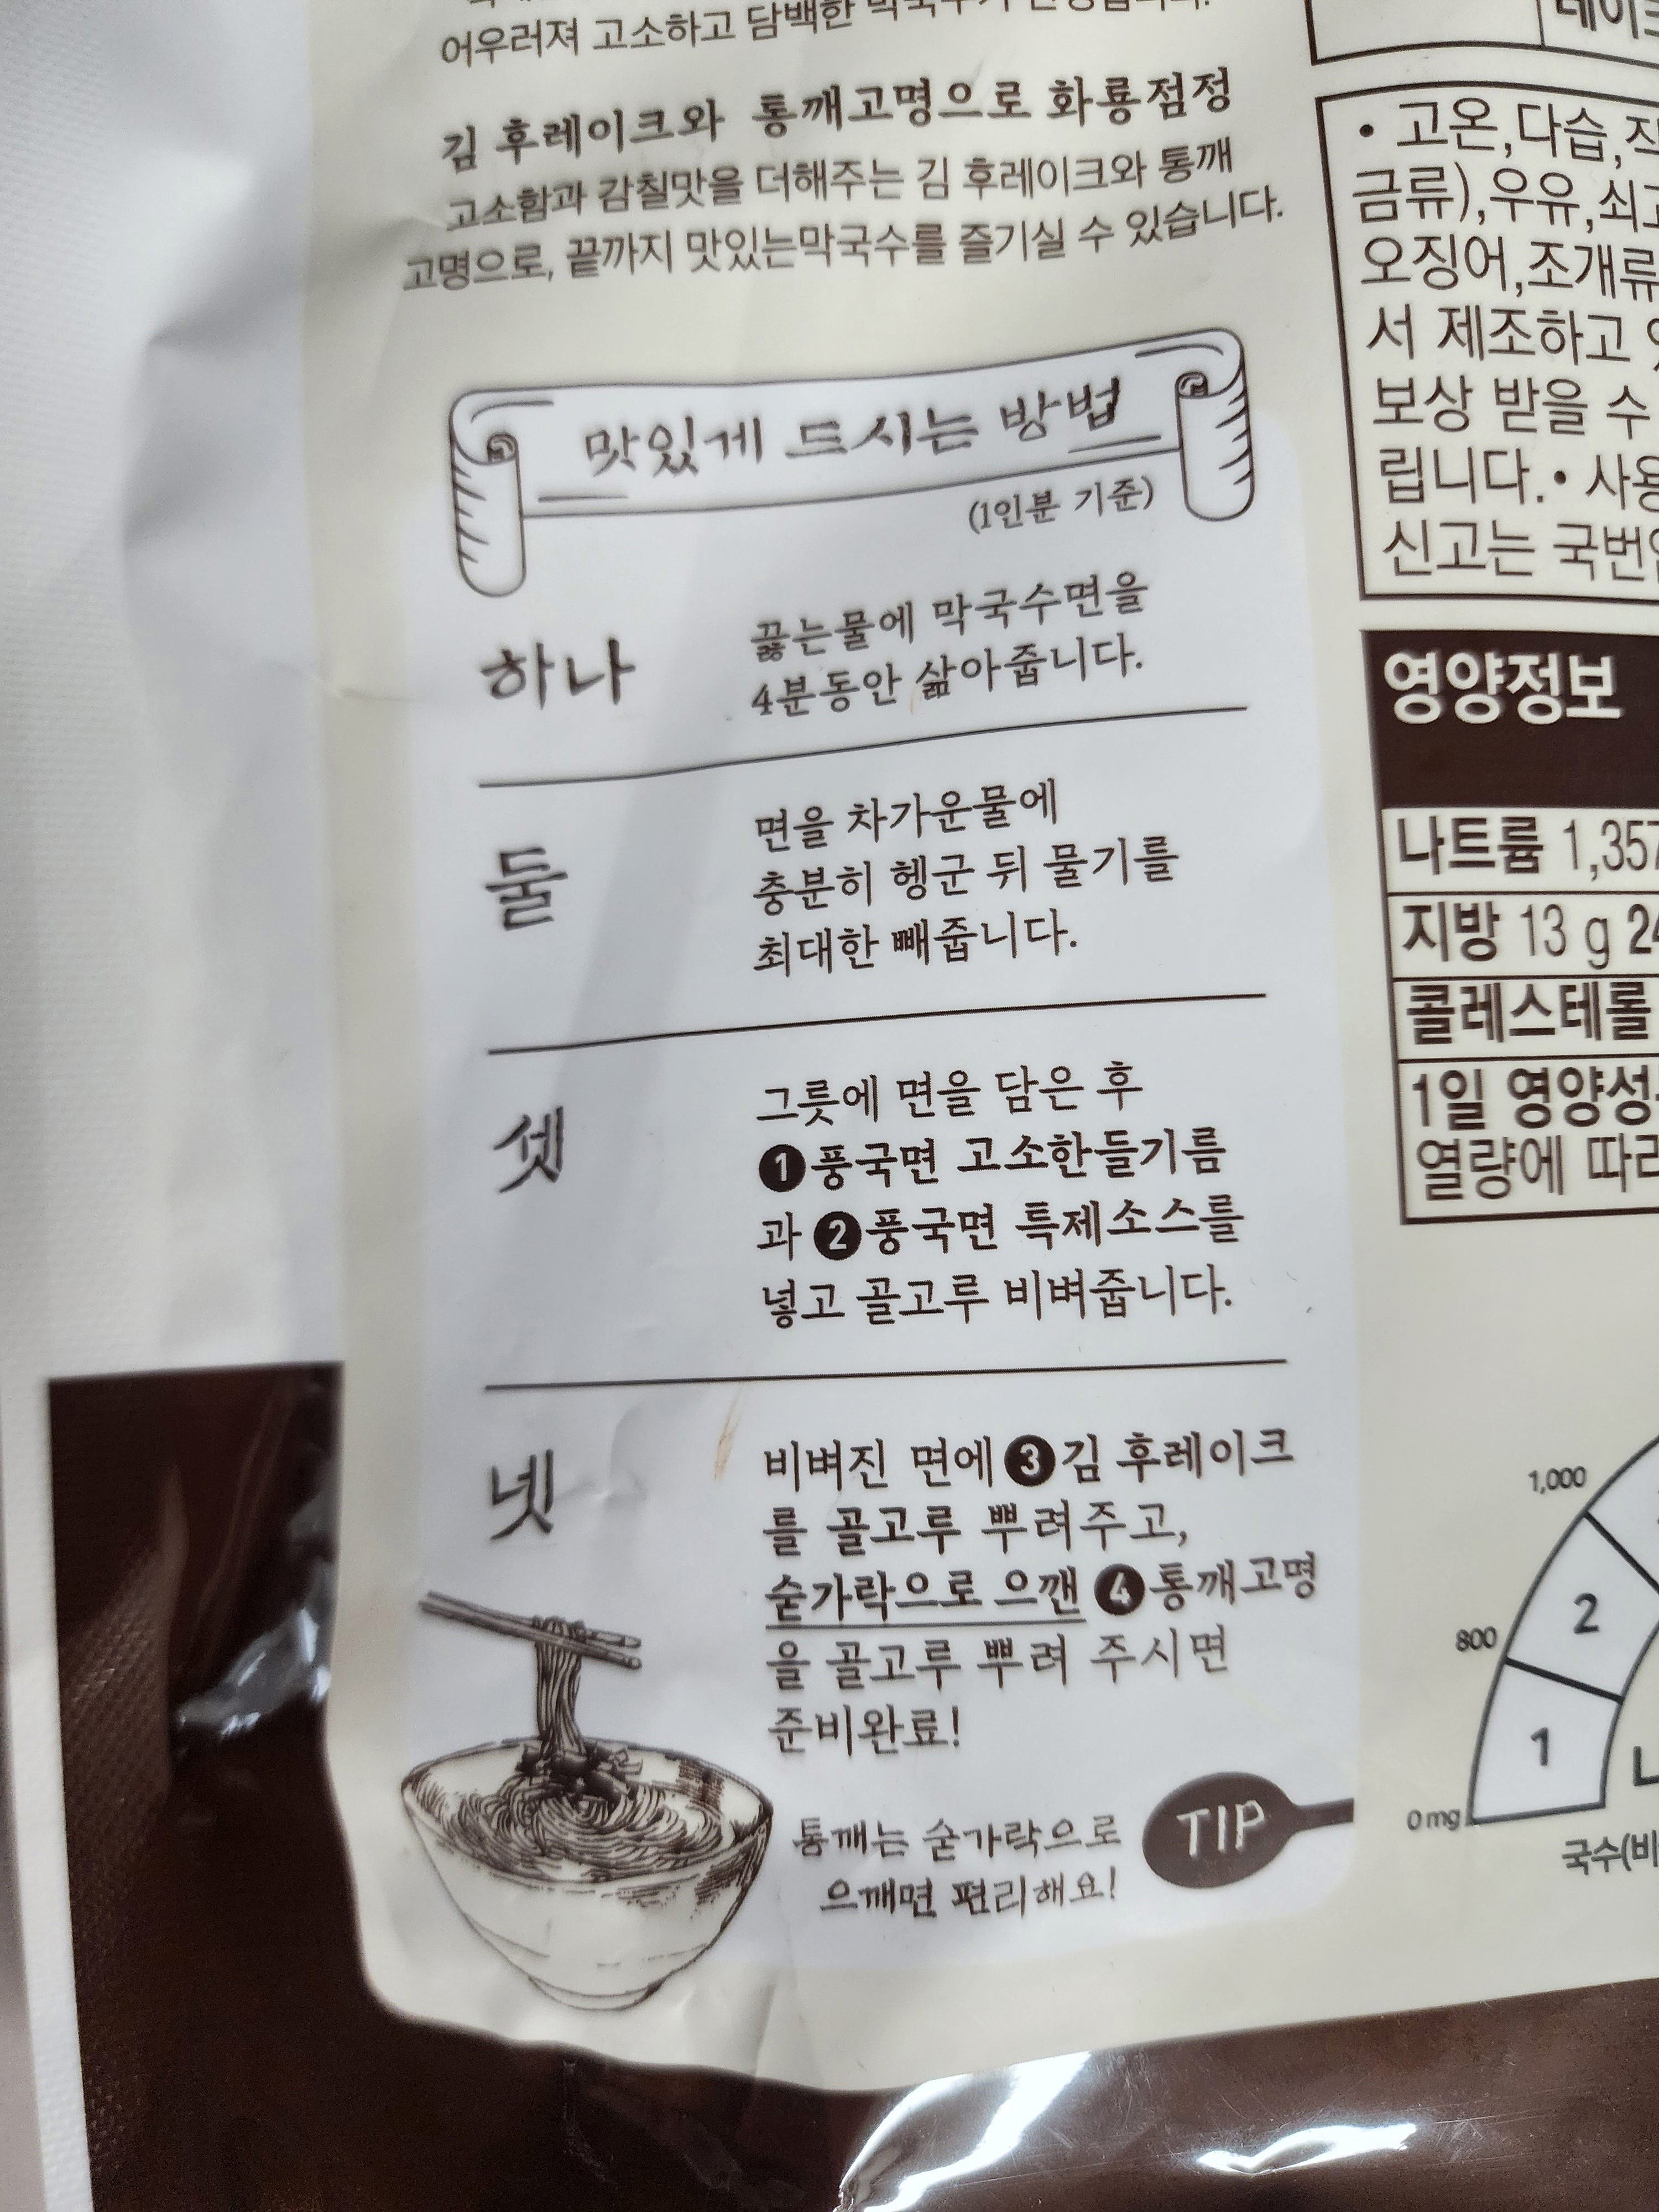 어우러져 고소하고 담백한
김 후레이크와 통깨고명으로 화룡점정
고소함과 감칠맛을 더해주는 김 후레이크와 통깨
고명으로, 끝까지 맛있는막국수를 즐기실 수 있습니다.
맛있게 드시는 방법
(1인분 기준)
하나
끓는물에 막국수면을
4분동안 삶아줍니다.
둘
면을 차가운물에
충분히 헹군 뒤 물기를
최대한 빼줍니다.
셋
그릇에 면을 담은 후
❶풍국면 고소한들기름
과 ❷풍국면 특제소스를
넣고 골고루 비벼줍니다.
넷
비벼진 면에 ❸김 후레이크
를 골고루 뿌려주고,
숟가락으로 으깬 ❹통깨고명
을 골고루 뿌려 주시면
준비완료!
통깨는 숟가락으로
으깨면 편리해요!
TIP
• 고온,다습,
금류),우유,
오징어,조개류
서 제조하고
보상 받을 수
립니다.• 사용
신고는
영양정보
나트륨 1,357
지방 13 g
콜레스테롤
1일 영양성
열량에
1,000
800
2
1
0 mg
국수(비